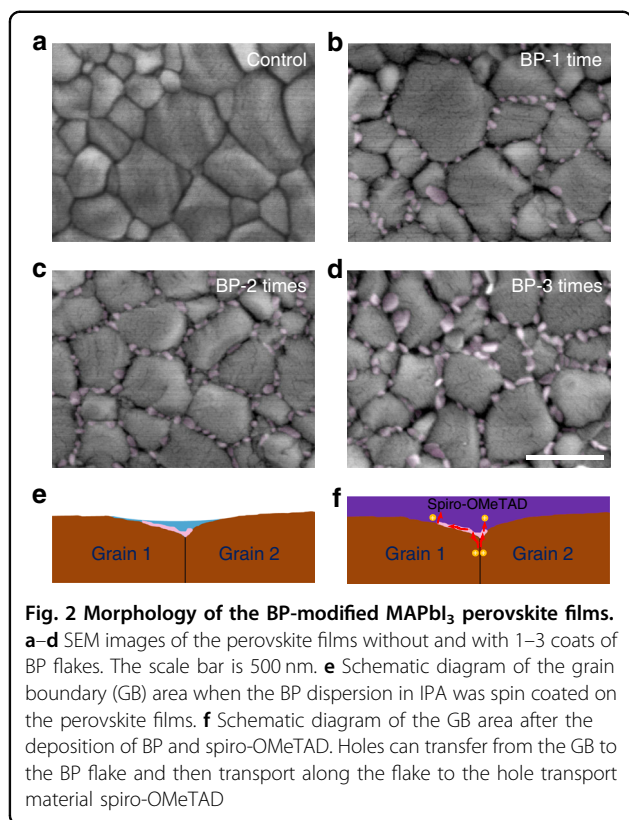 a
Control
b
BP-1 time
c
BP-2 times
d
BP-3 times
e
Grain 1
Grain 2
f
Spiro-OMeTAD
Grain 1
Grain 2
Fig. 2 Morphology of the BP-modified MAPbI₃ perovskite films.
a–d SEM images of the perovskite films without and with 1–3 coats of
BP flakes. The scale bar is 500 nm. e Schematic diagram of the grain
boundary (GB) area when the BP dispersion in IPA was spin coated on
the perovskite films. f Schematic diagram of the GB area after the
deposition of BP and spiro-OMeTAD. Holes can transfer from the GB to
the BP flake and then transport along the flake to the hole transport
material spiro-OMeTAD